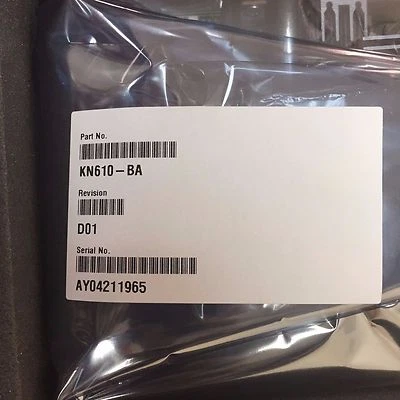 Part No.
KN610-BA
Revision
D01
Serial No.
AY04211965